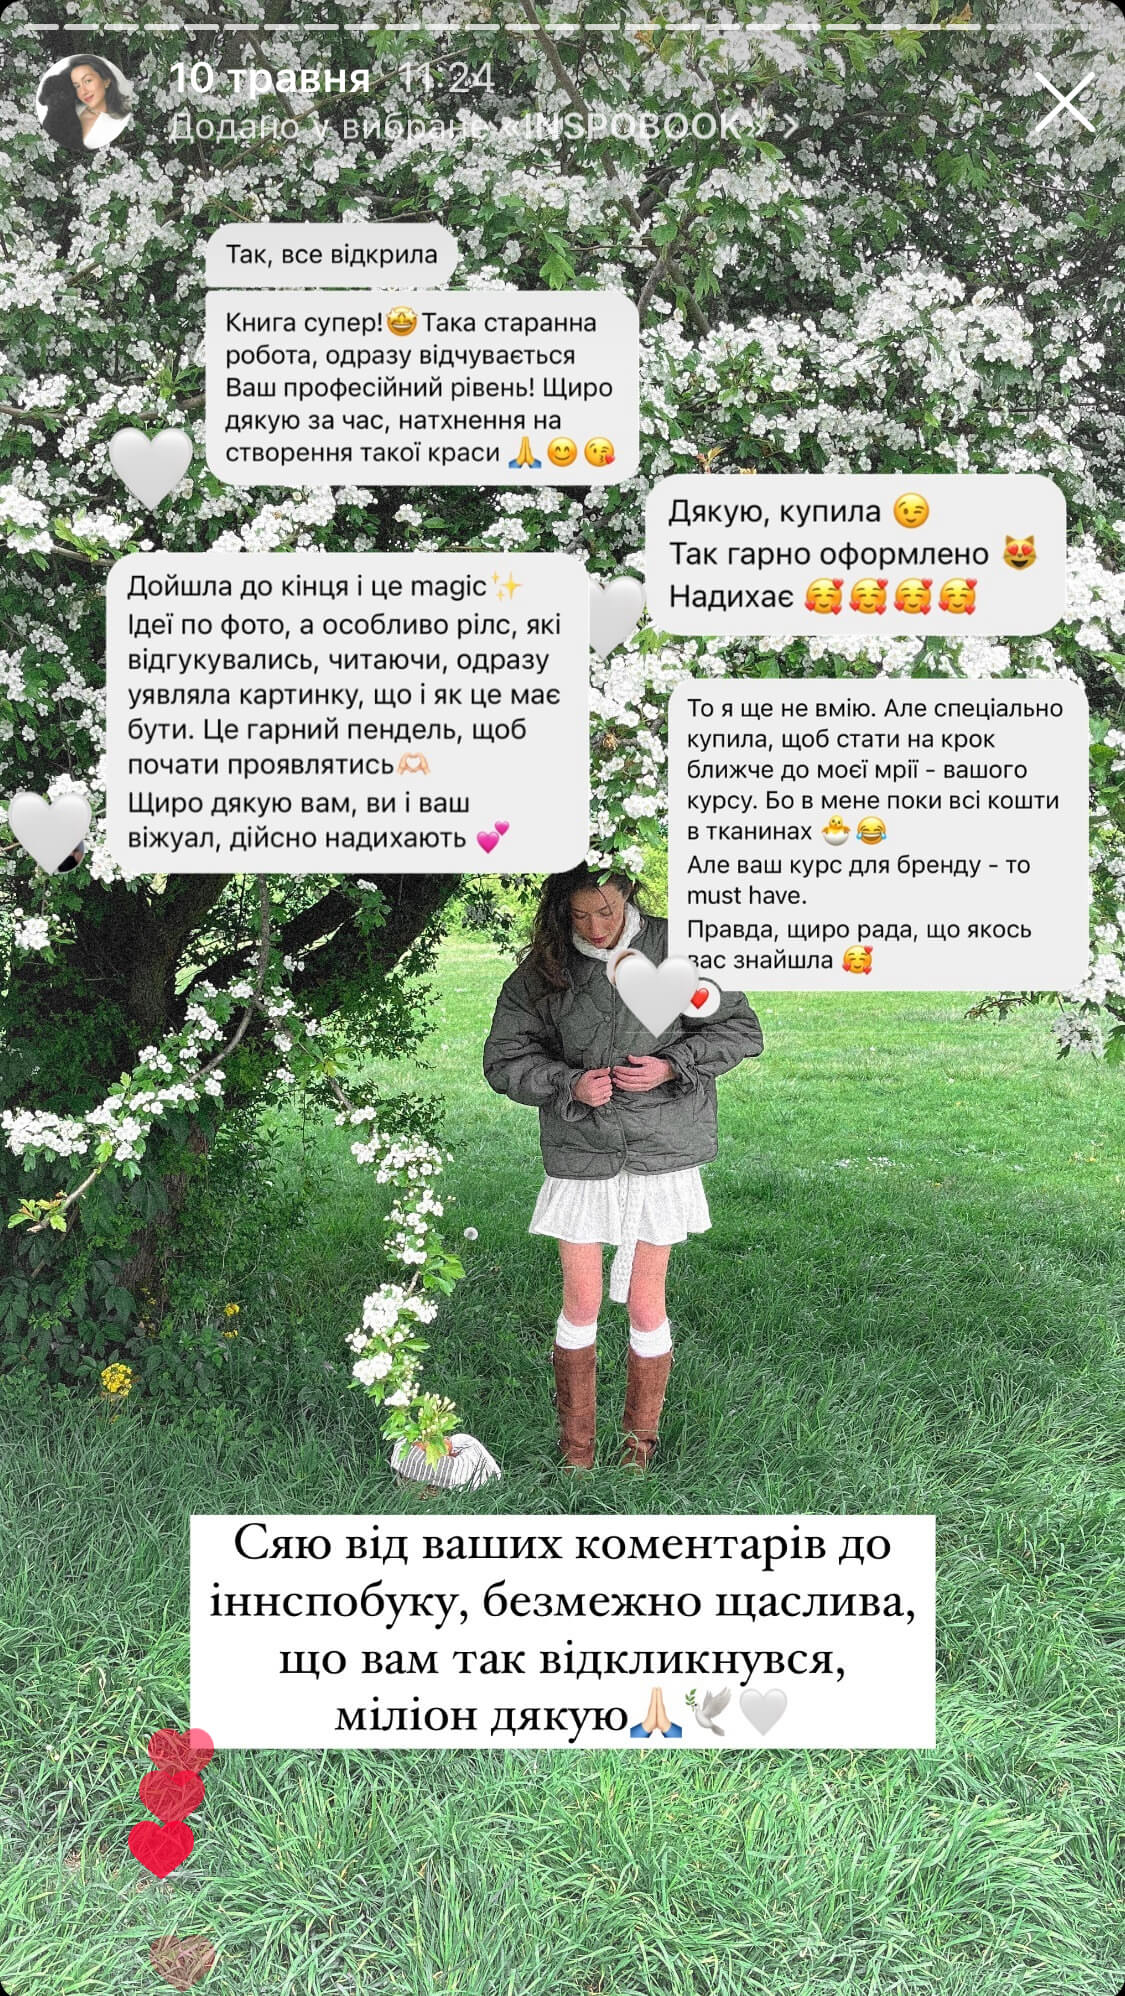 10 травня 11:24
Додано у вибране «INSPOBOOK» >
Так, все відкрила
Книга супер!🤩Така старанна
робота, одразу відчувається
Ваш професійний рівень! Щиро
дякую за час, натхнення на
створення такої краси 🙏😊😘
Дякую, купила 😉
Так гарно оформлено 😻
Надихає 🥰🥰🥰🥰
Дойшла до кінця і це magic✨
Ідеї по фото, а особливо рілс, які
відгукувались, читаючи, одразу
уявляла картинку, що і як це має
бути. Це гарний пендель, щоб
почати проявлятись🫶🏻
Щиро дякую вам, ви і ваш
віжуал, дійсно надихають 💕
То я ще не вмію. Але спеціально
купила, щоб стати на крок
ближче до моєї мрії - вашого
курсу. Бо в мене поки всі кошти
в тканинах 🐣😂
Але ваш курс для бренду - то
must have.
Правда, щиро рада, що якось
вас знайшла 🥰
Сяю від ваших коментарів до
іннспобуку, безмежно щаслива,
що вам так відкликнувся,
міліон дякую🙏🏻🕊️🤍